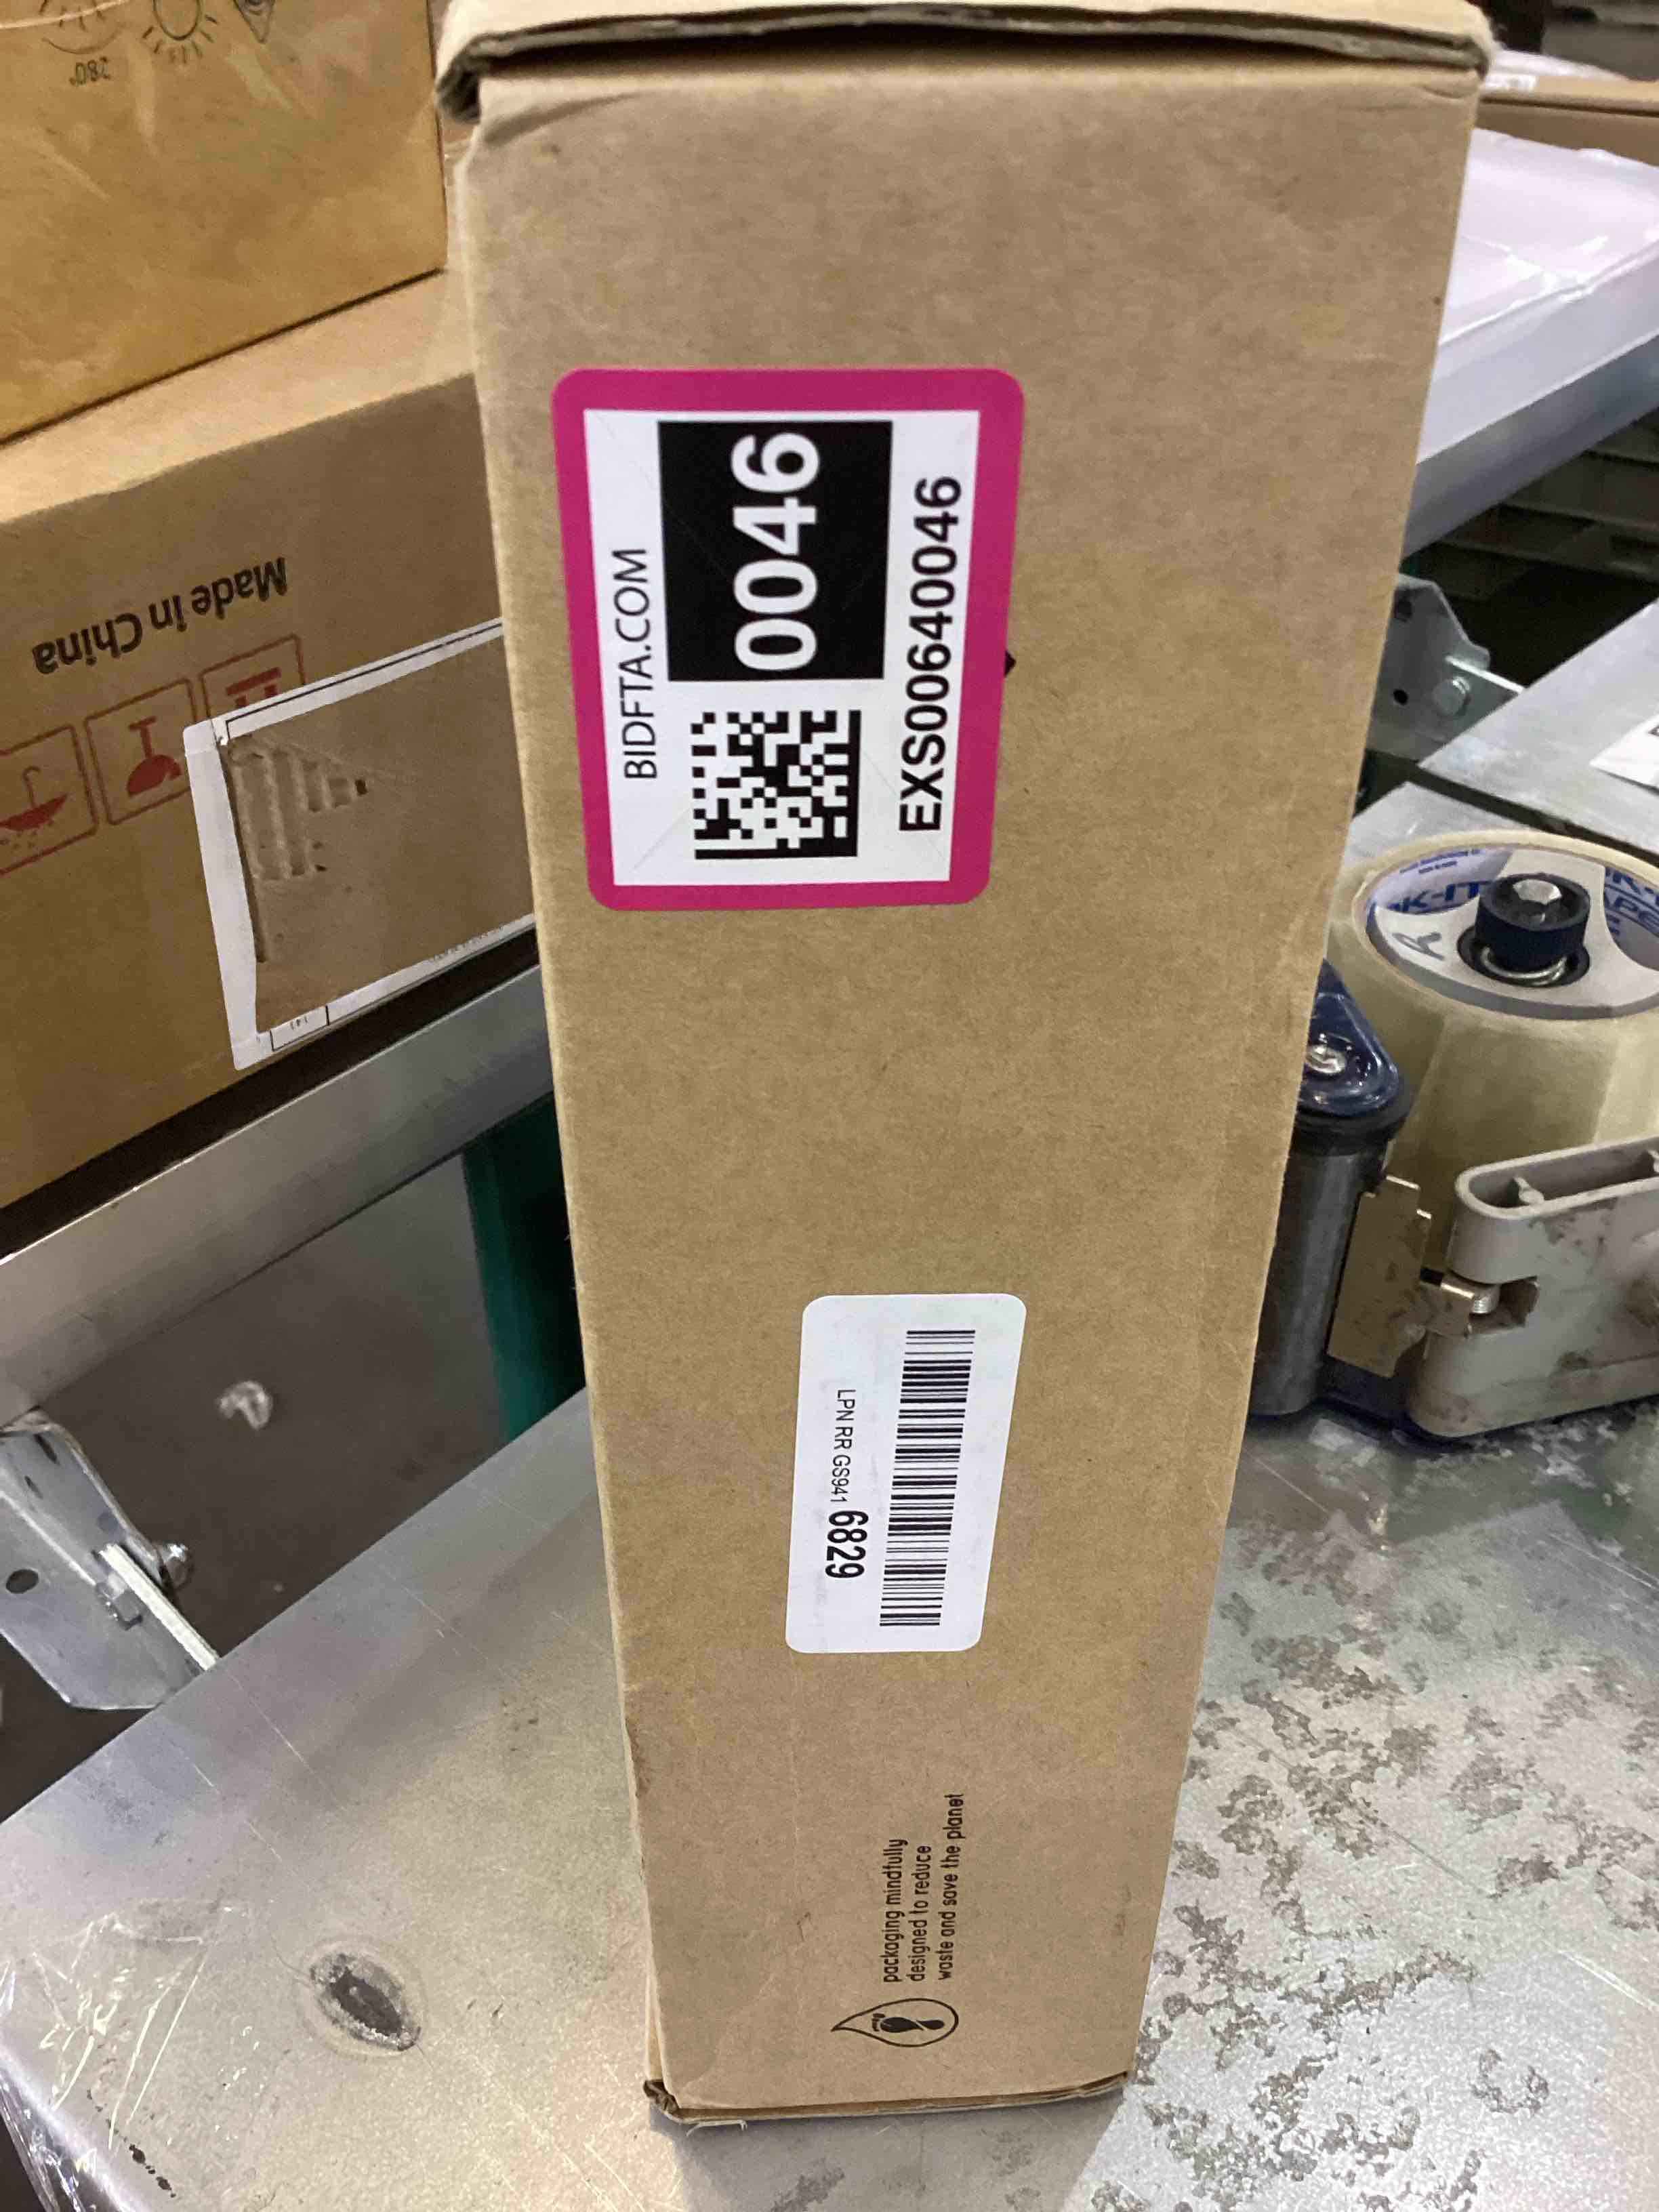 280°
Made in China
BIDFTA.COM
0046
EXS00640046
LPN RR GS941 6829
packaging mindfully
designed to reduce
waste and save the planet